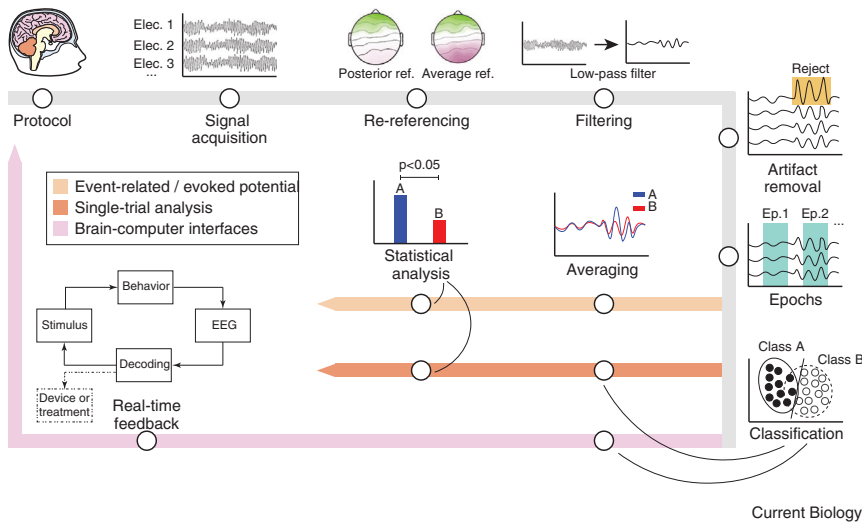 Elec. 1
Elec. 2
Elec. 3
...
Posterior ref.
Average ref.
Low-pass filter
Protocol
Signal
acquisition
Re-referencing
Filtering
Reject
Artifact
removal
Event-related / evoked potential
Single-trial analysis
Brain-computer interfaces
p<0.05
A
B
Statistical
analysis
A
B
Averaging
Ep.1
Ep.2
...
Epochs
Behavior
Stimulus
EEG
Decoding
Device or
treatment
Real-time
feedback
Class A
Class B
Classification
Current Biology